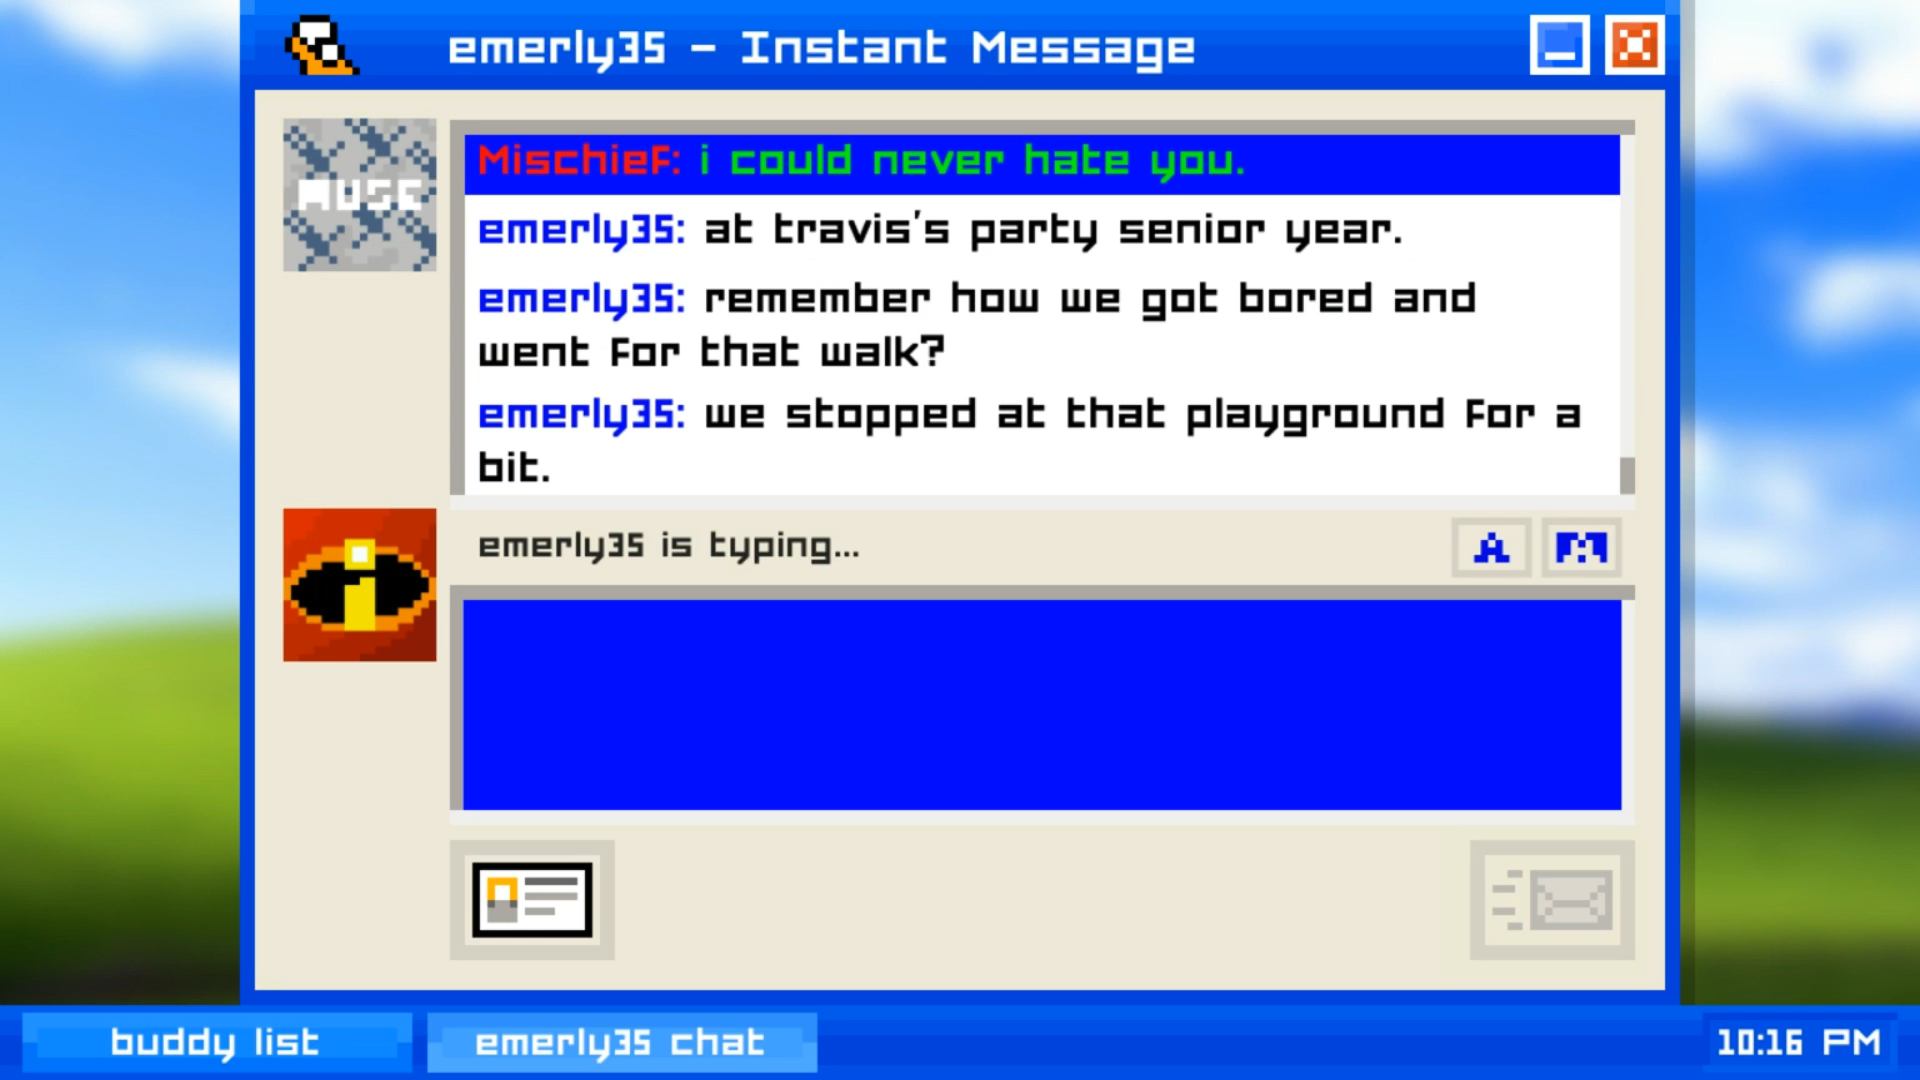 emerly35 - Instant Message
MUSE
Mischief: i could never hate you.
emerly35: at travis's party senior year.
emerly35: remember how we got bored and
went for that walk?
emerly35: we stopped at that playground for a
bit.
emerly35 is typing...
A
buddy list
emerly35 chat
10:16 PM